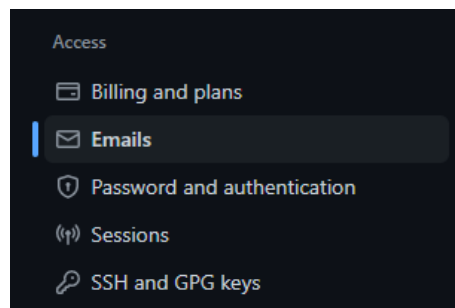 Access
Billing and plans
Emails
Password and authentication
Sessions
SSH and GPG keys